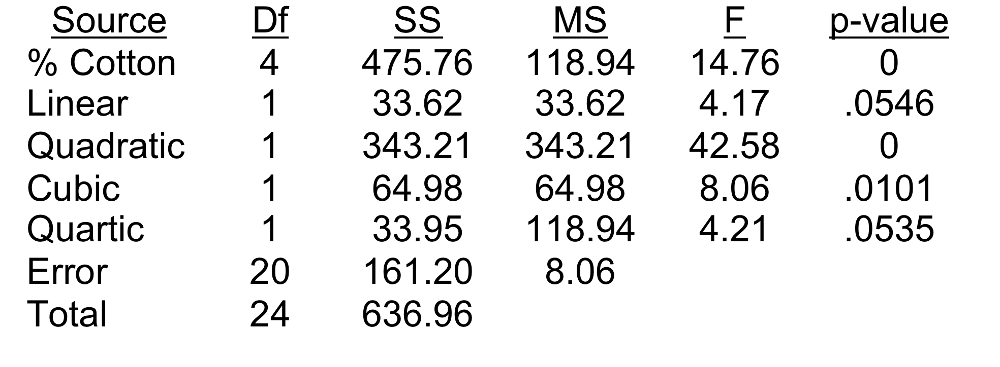 Source Df SS MS F p-value
% Cotton 4 475.76 118.94 14.76 0
Linear 1 33.62 33.62 4.17 .0546
Quadratic 1 343.21 343.21 42.58 0
Cubic 1 64.98 64.98 8.06 .0101
Quartic 1 33.95 118.94 4.21 .0535
Error 20 161.20 8.06
Total 24 636.96